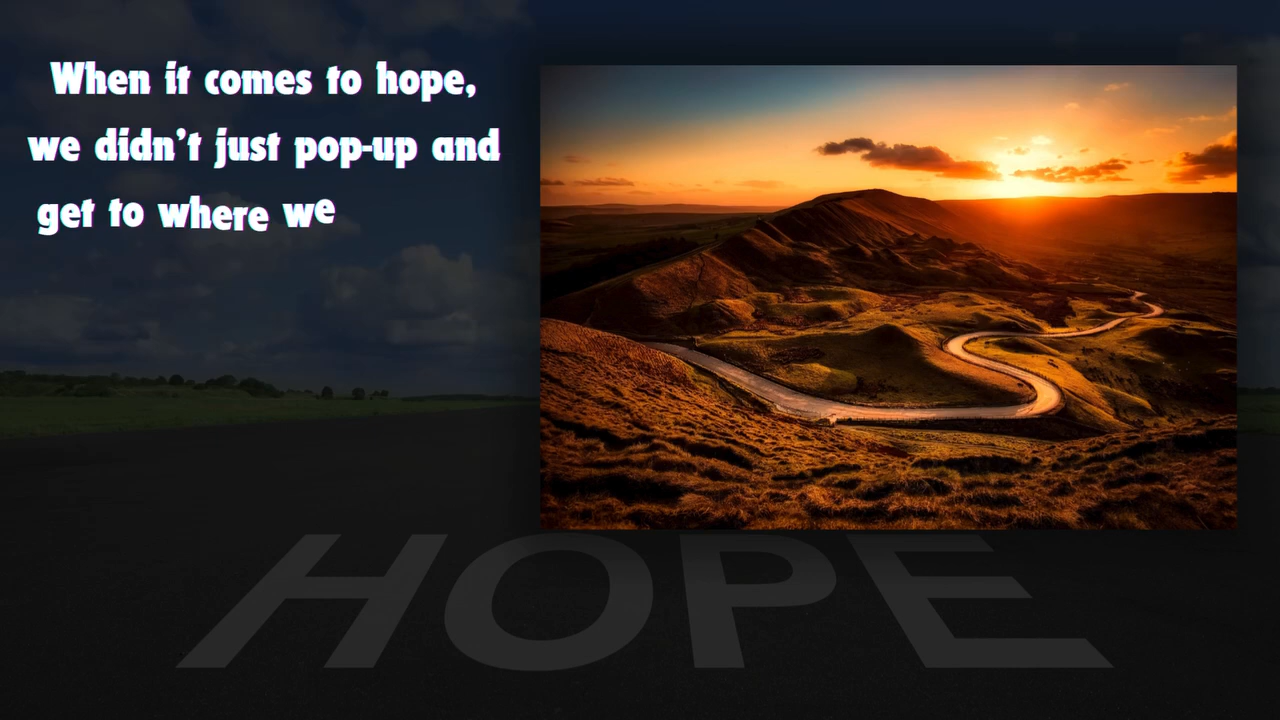 When it comes to hope,
we didn't just pop-up and
get to where we
HOPE